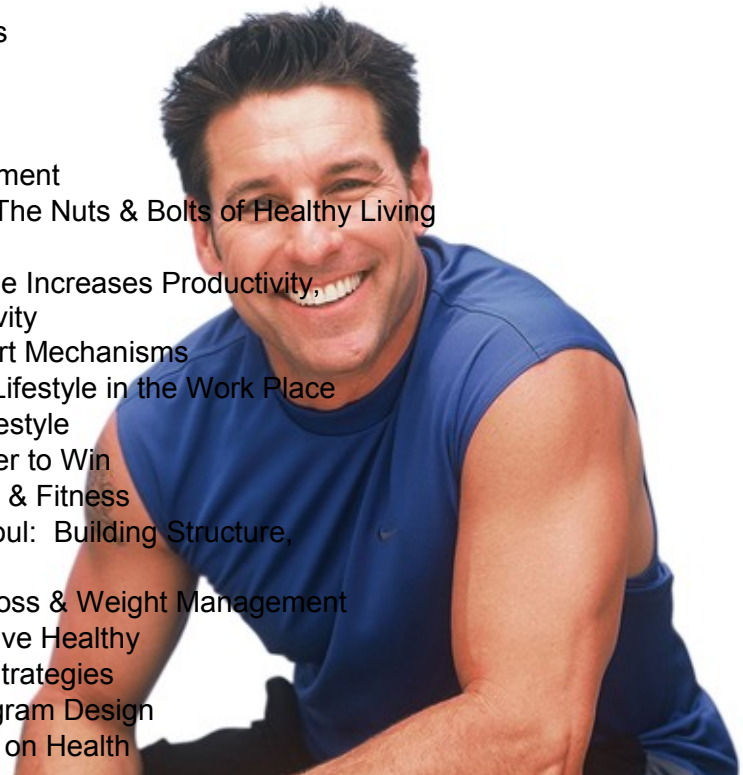 s
ment
The Nuts & Bolts of Healthy Living
e Increases Productivity,
vity
rt Mechanisms
Lifestyle in the Work Place
estyle
er to Win
& Fitness
oul: Building Structure,
oss & Weight Management
ve Healthy
trategies
gram Design
on Health